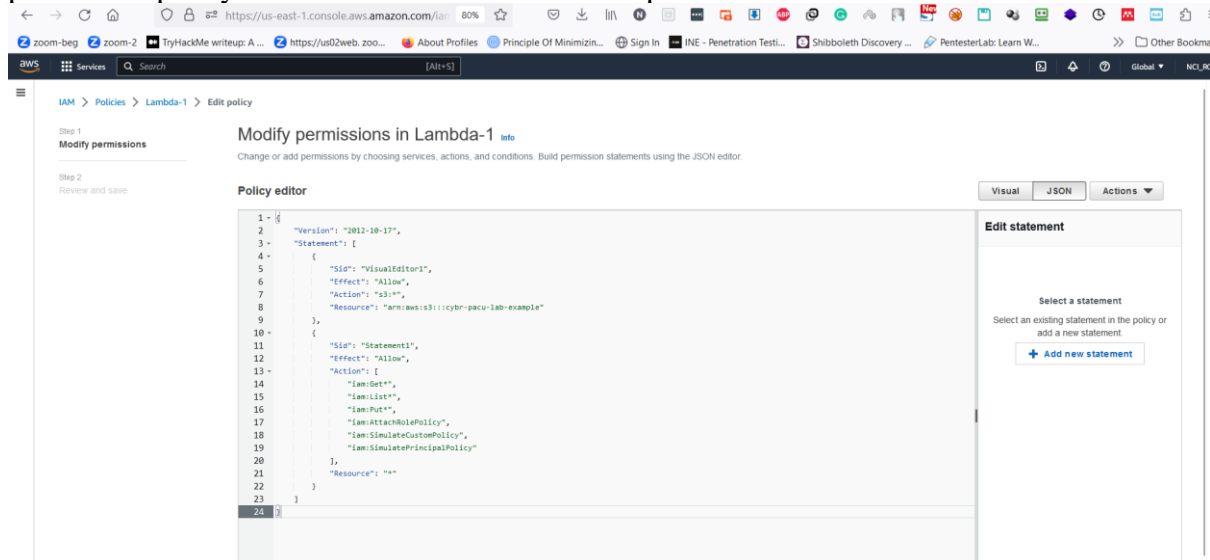 https://us-east-1.console.aws.amazon.com/iam 80%
zoom-beg zoom-2 TryHackMe writeup: A ... https://us02web. zoo... About Profiles Principle Of Minimizin... Sign In INE - Penetration Testi... Shibboleth Discovery ... PentesterLab: Learn W... Other Bookma
aws Services Search [Alt+S] Global
IAM > Policies > Lambda-1 > Edit policy
Step 1
Modify permissions
Step 2
Review and save
Modify permissions in Lambda-1 Info
Change or add permissions by choosing services, actions, and conditions. Build permission statements using the JSON editor.
Policy editor
Visual JSON Actions
1 {
2 "Version": "2012-10-17",
3 "Statement": [
4 {
5 "Sid": "VisualEditor1",
6 "Effect": "Allow",
7 "Action": "s3:*",
8 "Resource": "arn:aws:s3:::cybr-pacu-lab-example"
9 },
10 {
11 "Sid": "Statement1",
12 "Effect": "Allow",
13 "Action": [
14 "iam:Get*",
15 "iam:List*",
16 "iam:Put*",
17 "iam:AttachRolePolicy",
18 "iam:SimulateCustomPolicy",
19 "iam:SimulatePrincipalPolicy"
20 ],
21 "Resource": "*"
22 }
23 ]
24 }
Edit statement
Select a statement
Select an existing statement in the policy or
add a new statement.
+ Add new statement